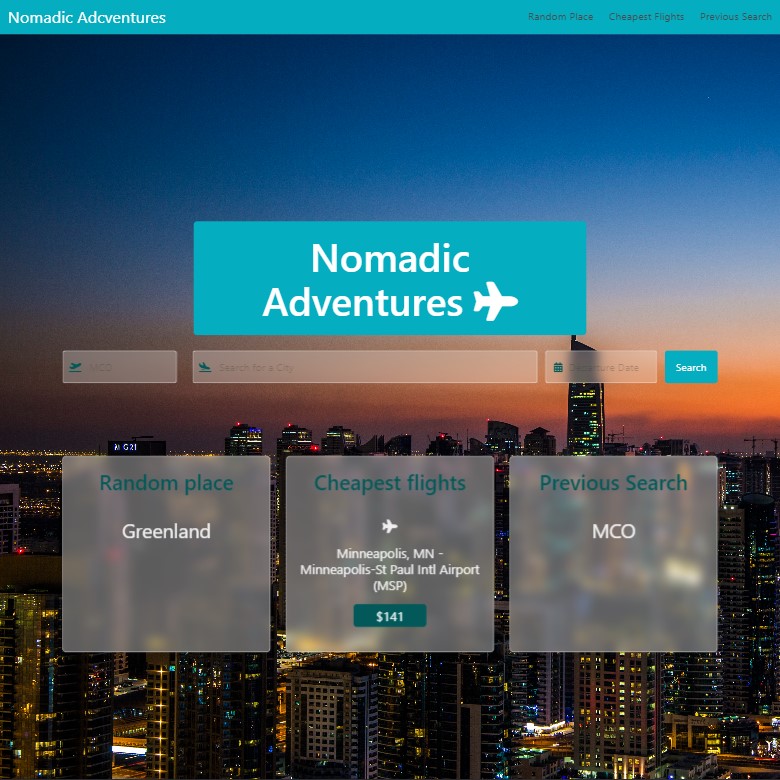 Nomadic Adcventures
Random Place Cheapest Flights Previous Search
Nomadic
Adventures
MCO Search for a City Departure Date Search
Random place
Greenland
Cheapest flights
Minneapolis, MN -
Minneapolis-St Paul Intl Airport
(MSP)
$141
Previous Search
MCO